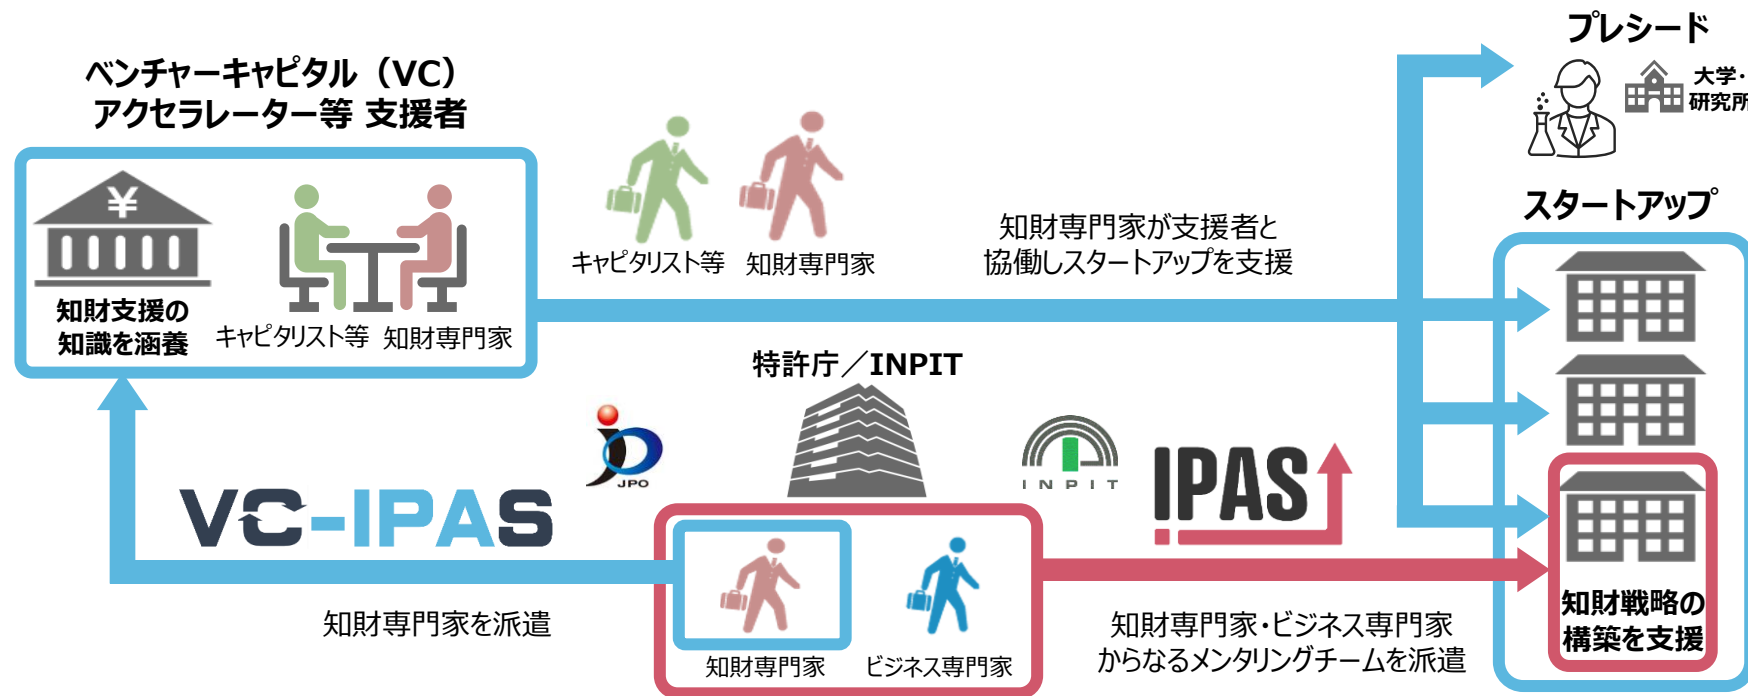 ベンチャーキャピタル（VC）
アクセラレーター等 支援者
¥
知財支援の
知識を涵養
キャピタリスト等
知財専門家
キャピタリスト等
知財専門家
知財専門家が支援者と
協働しスタートアップを支援
プレシード
大学・
研究所
スタートアップ
特許庁／INPIT
JPO
INPIT
VC-IPAS
IPAS
知財専門家を派遣
知財専門家
ビジネス専門家
知財専門家・ビジネス専門家
からなるメンタリングチームを派遣
知財戦略の
構築を支援